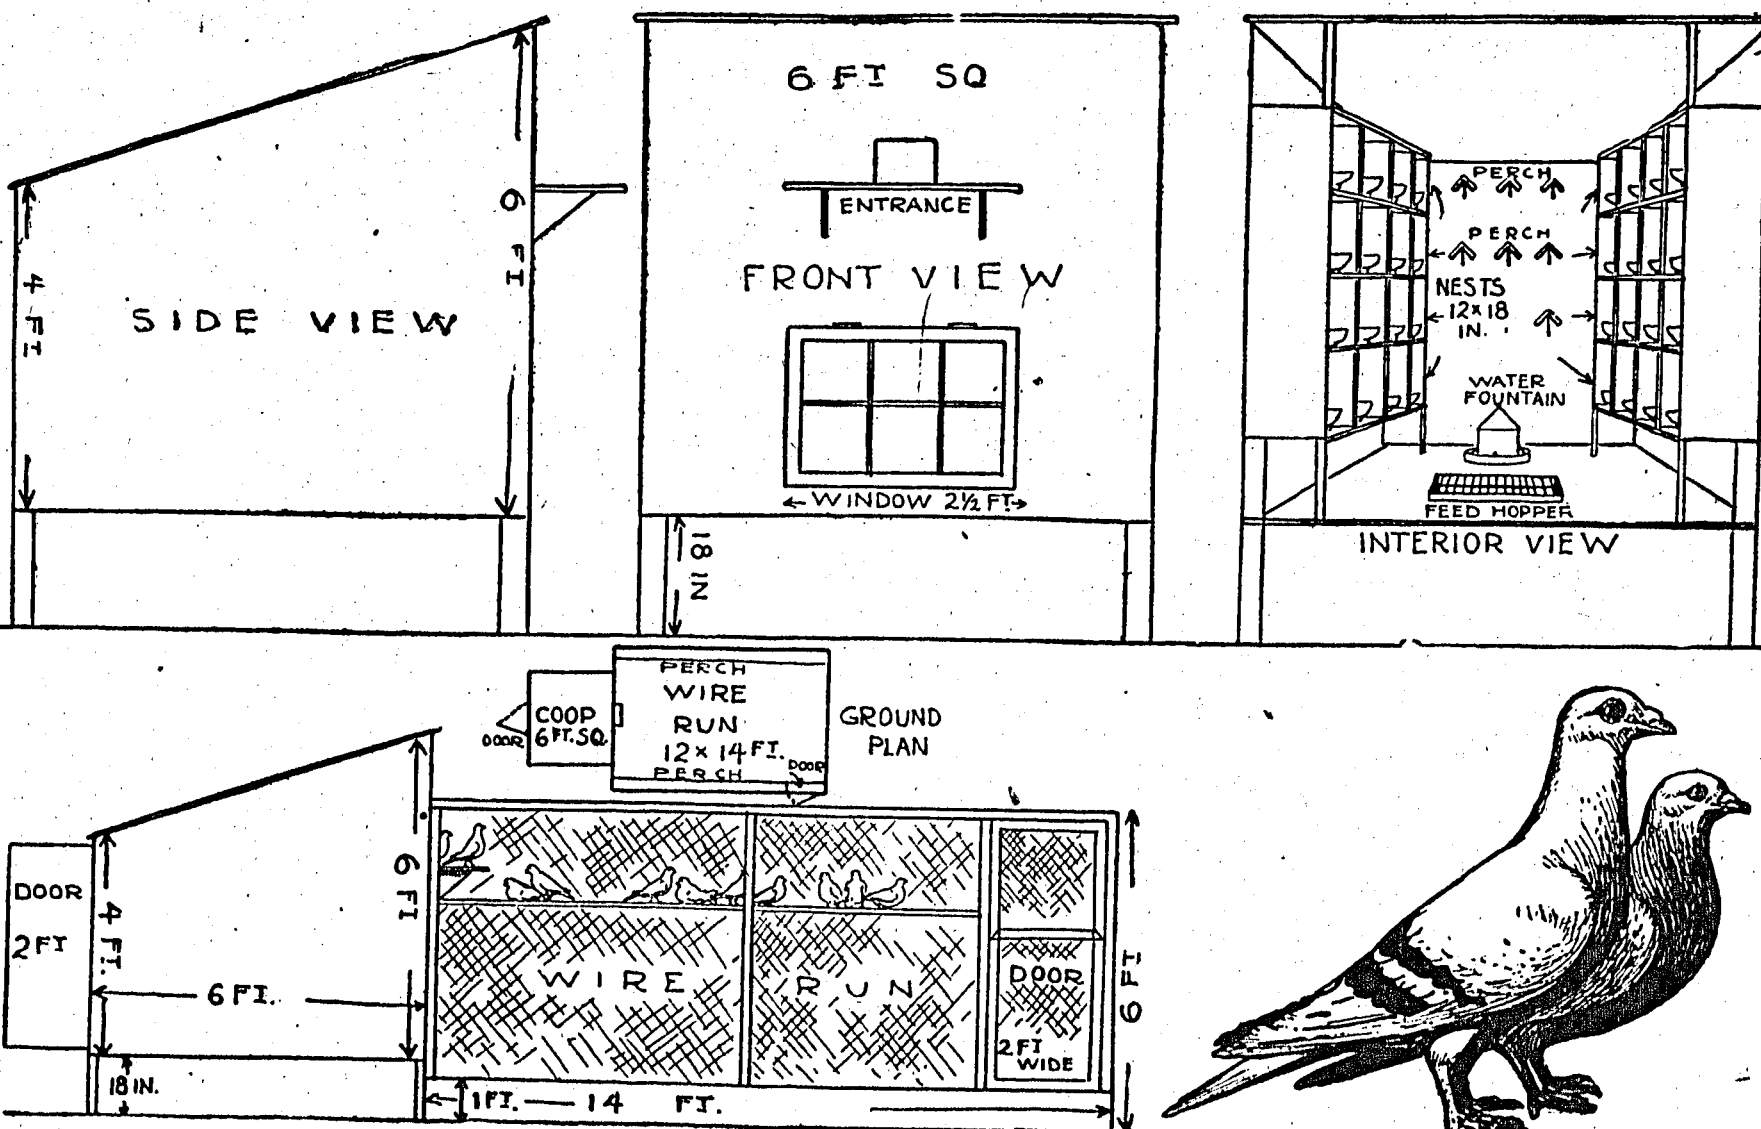 4 FT
SIDE VIEW
6 FT
6 FT SQ
ENTRANCE
FRONT VIEW
WINDOW 2½ FT.
18 IN
PERCH
PERCH
NESTS
12 x 18
IN.
WATER
FOUNTAIN
FEED HOPPER
INTERIOR VIEW
DOOR
COOP
6 FT. SQ.
PERCH
WIRE
RUN
12 x 14 FT.
PERCH
DOOR
GROUND
PLAN
DOOR
2 FT
4 FT.
6 FT.
6 FT
18 IN.
WIRE RUN
DOOR
2 FT
WIDE
1 FT.
14 FT.
6 FT